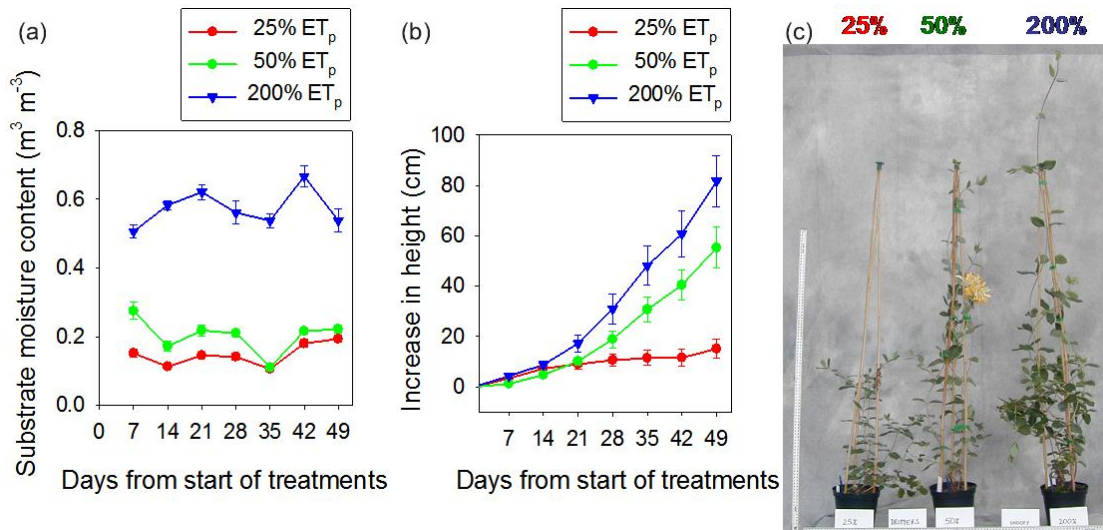 (a)
25% ETp
50% ETp
200% ETp
Substrate moisture content (m³ m⁻³)
0.8
0.6
0.4
0.2
0.0
0 7 14 21 28 35 42 49
Days from start of treatments
(b)
25% ETp
50% ETp
200% ETp
Increase in height (cm)
100
80
60
40
20
0
7 14 21 28 35 42 49
Days from start of treatments
(c)
25% 50% 200%
25% 50% 200%